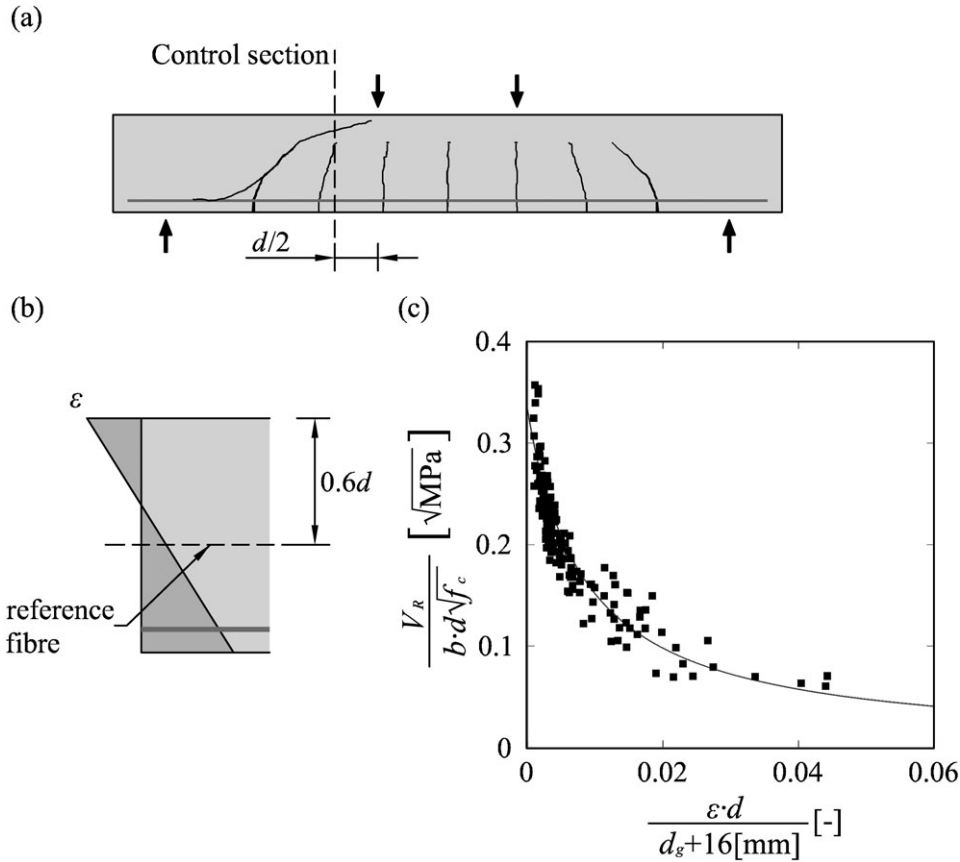 (a)
Control section
d/2
(b)
ε
0.6d
reference
fibre
(c)
V_R
b·d√f_c
[√MPa]
0.4
0.3
0.2
0.1
0
0
0.02
0.04
0.06
ε·d
d_g+16[mm]
[-]